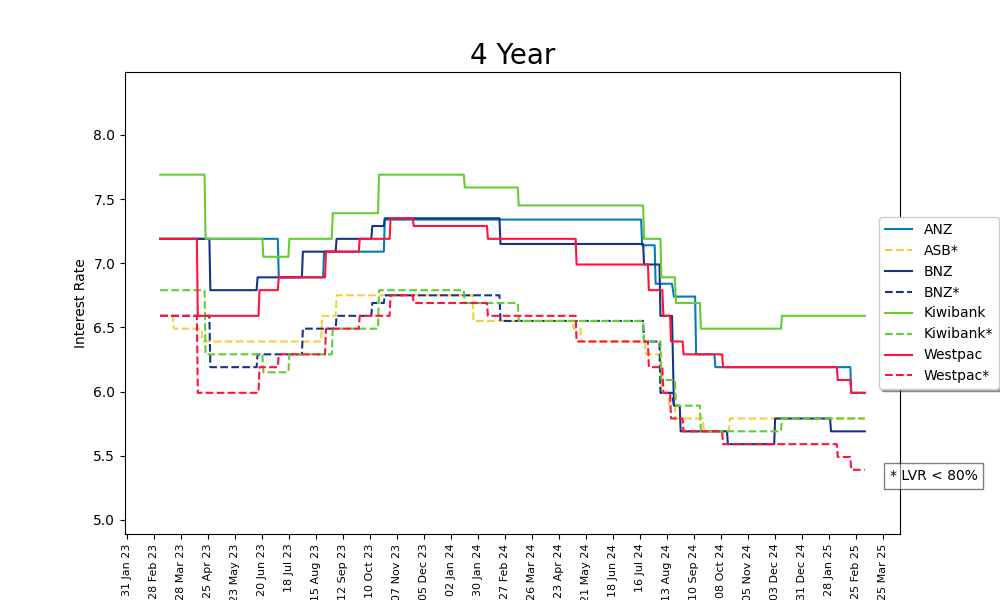 4 Year
Interest Rate
8.0
7.5
7.0
6.5
6.0
5.5
5.0
31 Jan 23
28 Feb 23
28 Mar 23
25 Apr 23
23 May 23
20 Jun 23
18 Jul 23
15 Aug 23
12 Sep 23
10 Oct 23
07 Nov 23
05 Dec 23
02 Jan 24
30 Jan 24
27 Feb 24
26 Mar 24
23 Apr 24
21 May 24
18 Jun 24
16 Jul 24
13 Aug 24
10 Sep 24
08 Oct 24
05 Nov 24
03 Dec 24
31 Dec 24
28 Jan 25
25 Feb 25
25 Mar 25
ANZ
ASB*
BNZ
BNZ*
Kiwibank
Kiwibank*
Westpac
Westpac*
* LVR < 80%